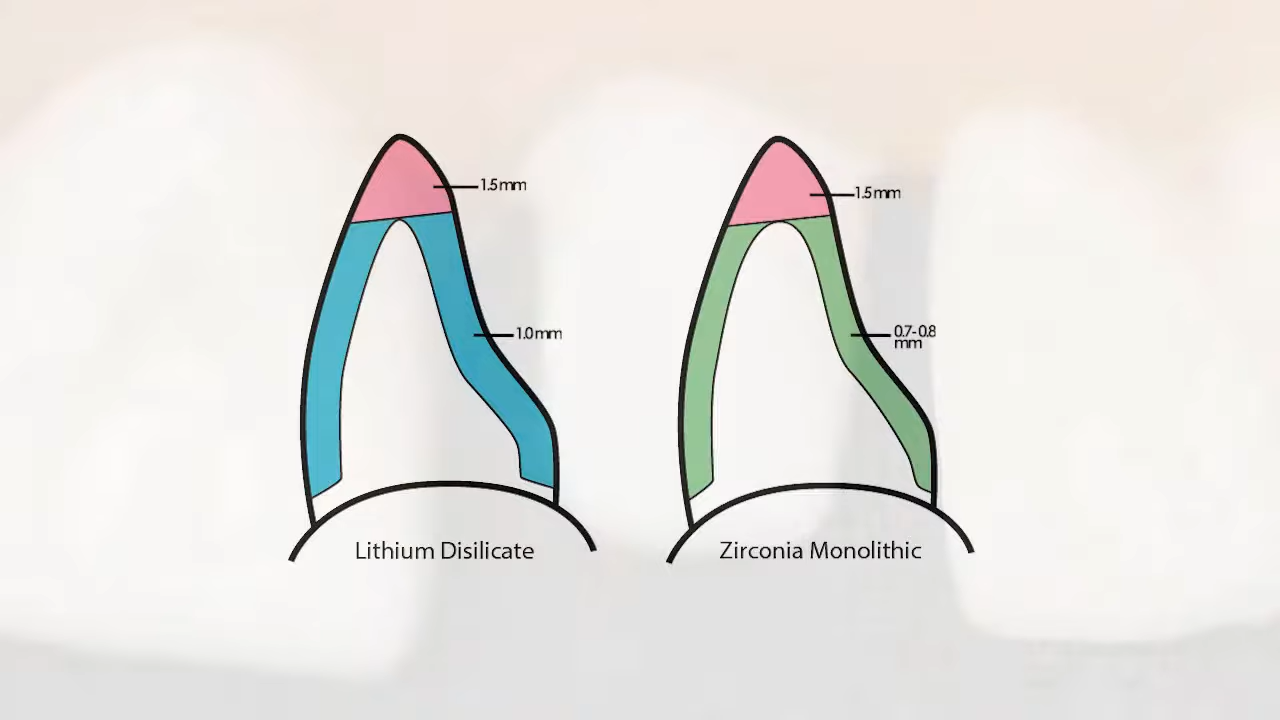 1.5mm
1.0mm
Lithium Disilicate
1.5mm
0.7-0.8
mm
Zirconia Monolithic